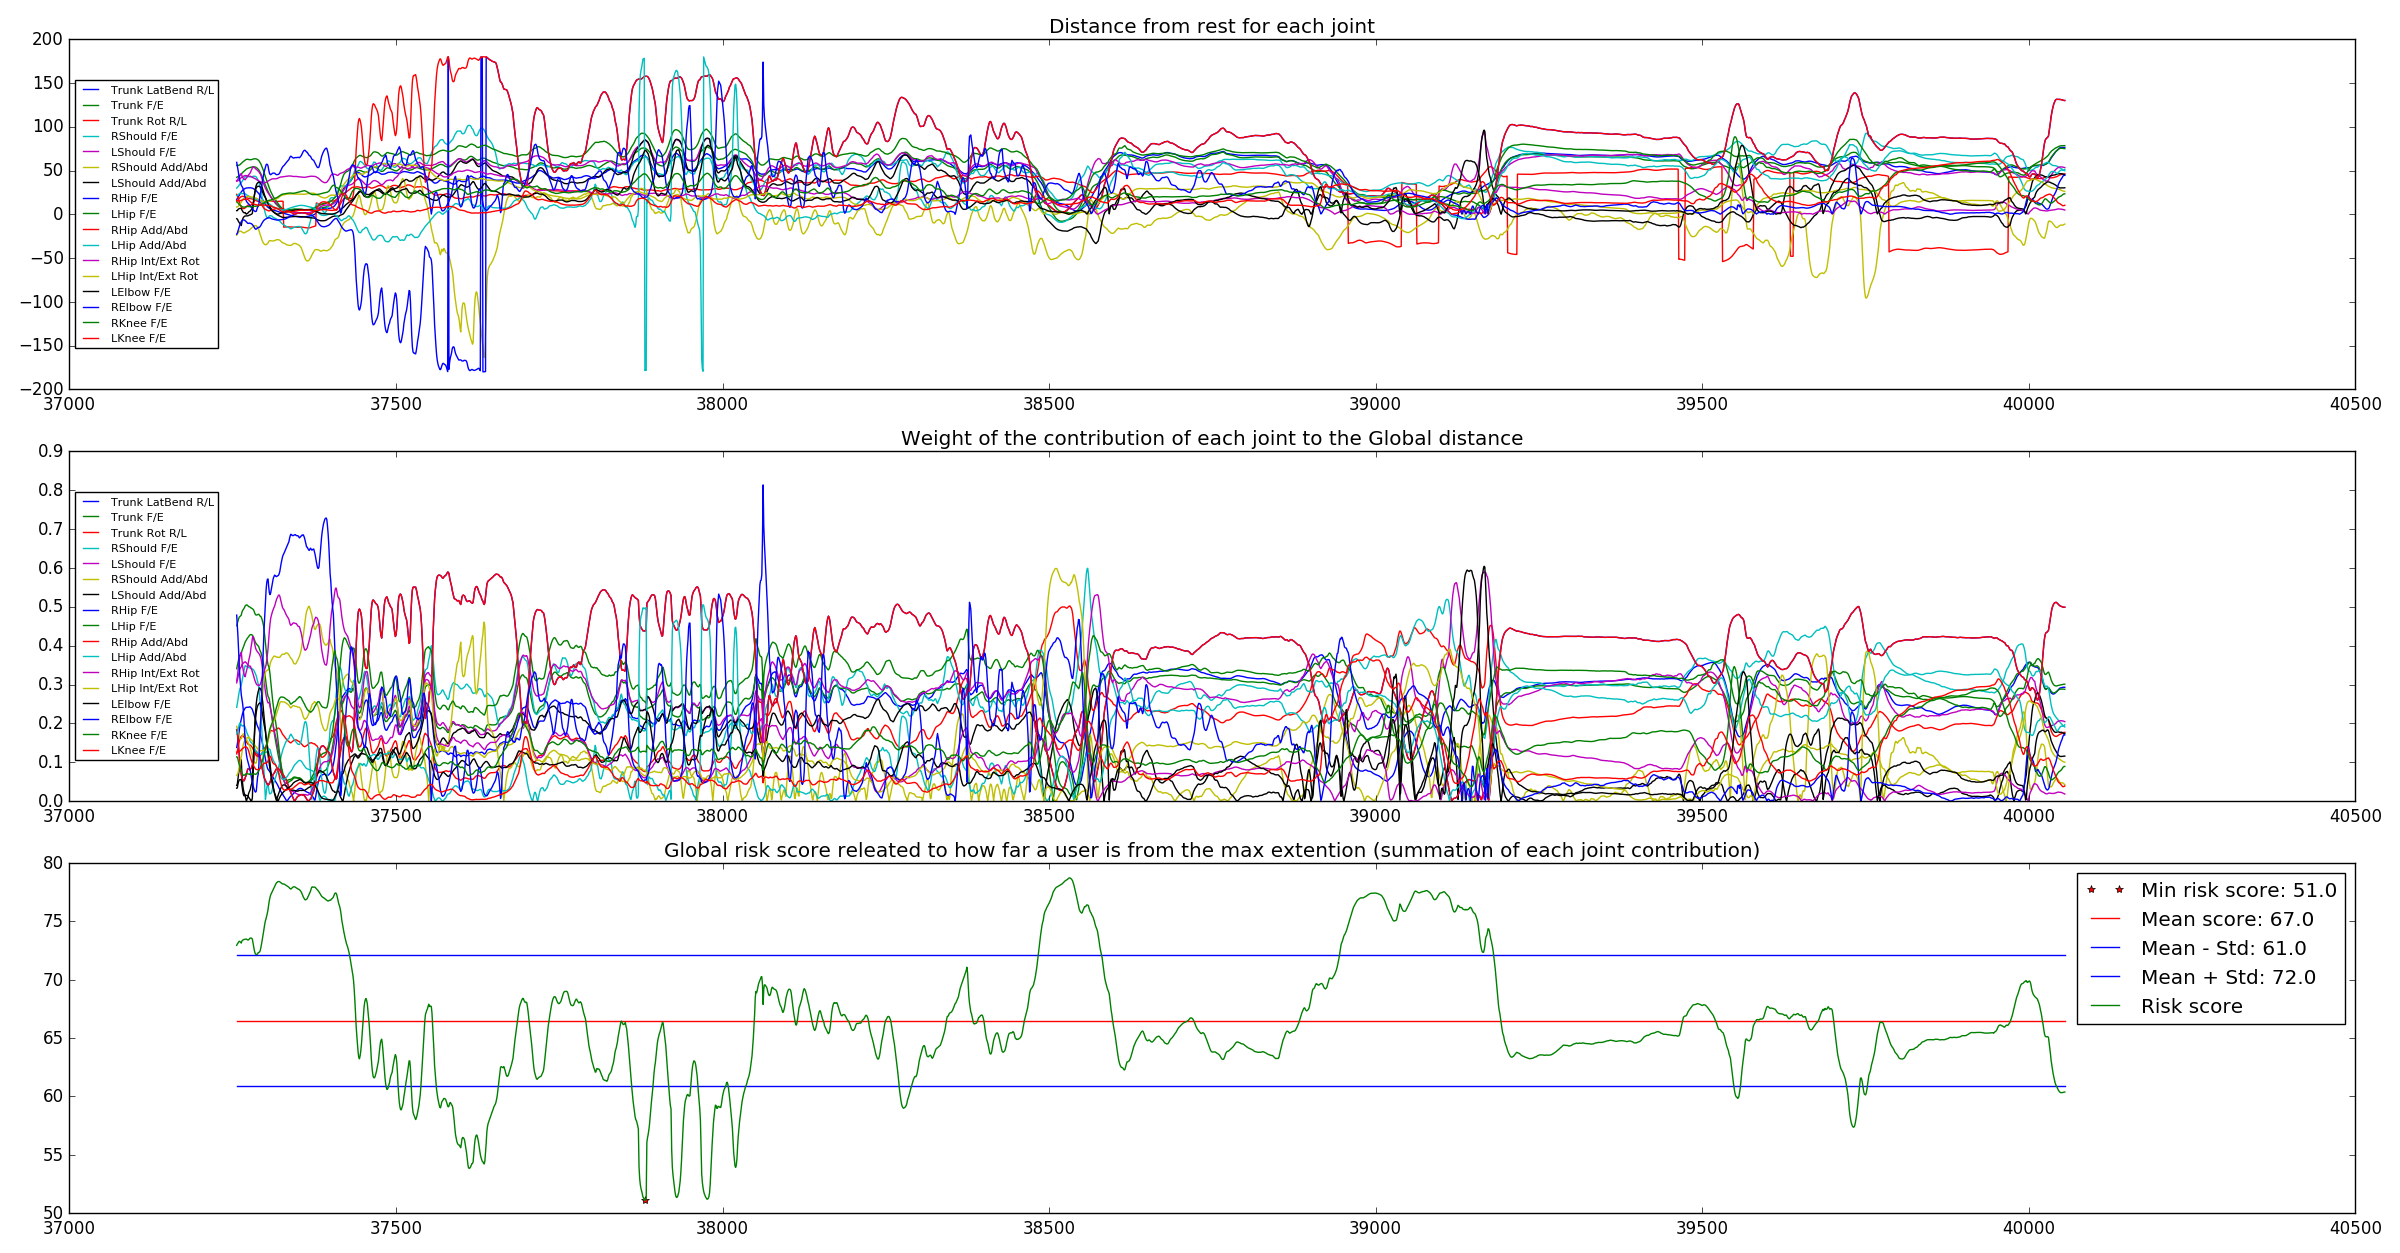 Distance from rest for each joint
200
150
100
50
0
−50
−100
−150
−200
Trunk LatBend R/L
Trunk F/E
Trunk Rot R/L
RShould F/E
LShould F/E
RShould Add/Abd
LShould Add/Abd
RHip F/E
LHip F/E
RHip Add/Abd
LHip Add/Abd
RHip Int/Ext Rot
LHip Int/Ext Rot
LElbow F/E
RElbow F/E
RKnee F/E
LKnee F/E
37000 37500 38000 38500 39000 39500 40000 40500
Weight of the contribution of each joint to the Global distance
0.9
0.8
0.7
0.6
0.5
0.4
0.3
0.2
0.1
0.0
Trunk LatBend R/L
Trunk F/E
Trunk Rot R/L
RShould F/E
LShould F/E
RShould Add/Abd
LShould Add/Abd
RHip F/E
LHip F/E
RHip Add/Abd
LHip Add/Abd
RHip Int/Ext Rot
LHip Int/Ext Rot
LElbow F/E
RElbow F/E
RKnee F/E
LKnee F/E
37000 37500 38000 38500 39000 39500 40000 40500
Global risk score releated to how far a user is from the max extention (summation of each joint contribution)
80
75
70
65
60
55
50
Min risk score: 51.0
Mean score: 67.0
Mean - Std: 61.0
Mean + Std: 72.0
Risk score
37000 37500 38000 38500 39000 39500 40000 40500